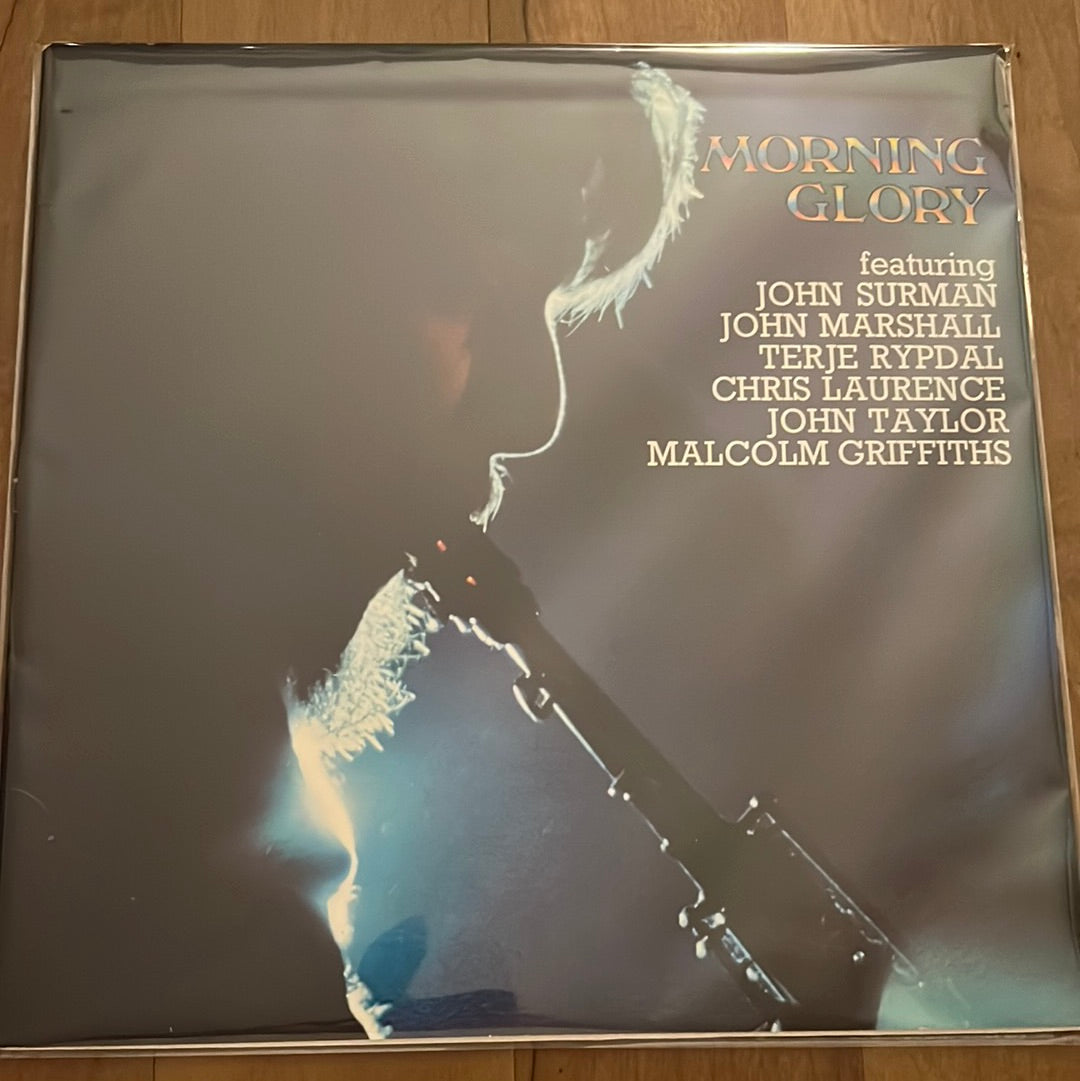 MORNING
GLORY
featuring
JOHN SURMAN
JOHN MARSHALL
TERJE RYPDAL
CHRIS LAURENCE
JOHN TAYLOR
MALCOLM GRIFFITHS